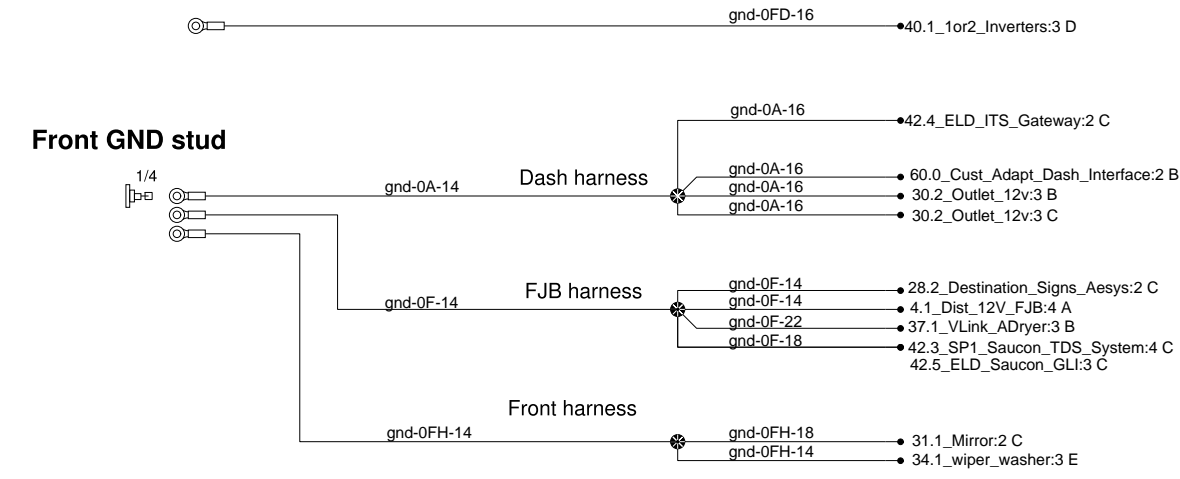 gnd-0FD-16
40.1_1or2_Inverters:3 D
gnd-0A-16
42.4_ELD_ITS_Gateway:2 C
Front GND stud
1/4
gnd-0A-14
Dash harness
gnd-0A-16
60.0_Cust_Adapt_Dash_Interface:2 B
gnd-0A-16
30.2_Outlet_12v:3 B
gnd-0A-16
30.2_Outlet_12v:3 C
gnd-0F-14
FJB harness
gnd-0F-14
28.2_Destination_Signs_Aesys:2 C
gnd-0F-14
4.1_Dist_12V_FJB:4 A
gnd-0F-22
37.1_VLink_ADryer:3 B
gnd-0F-18
42.3_SP1_Saucon_TDS_System:4 C
42.5_ELD_Saucon_GLI:3 C
Front harness
gnd-0FH-14
gnd-0FH-18
31.1_Mirror:2 C
gnd-0FH-14
34.1_wiper_washer:3 E